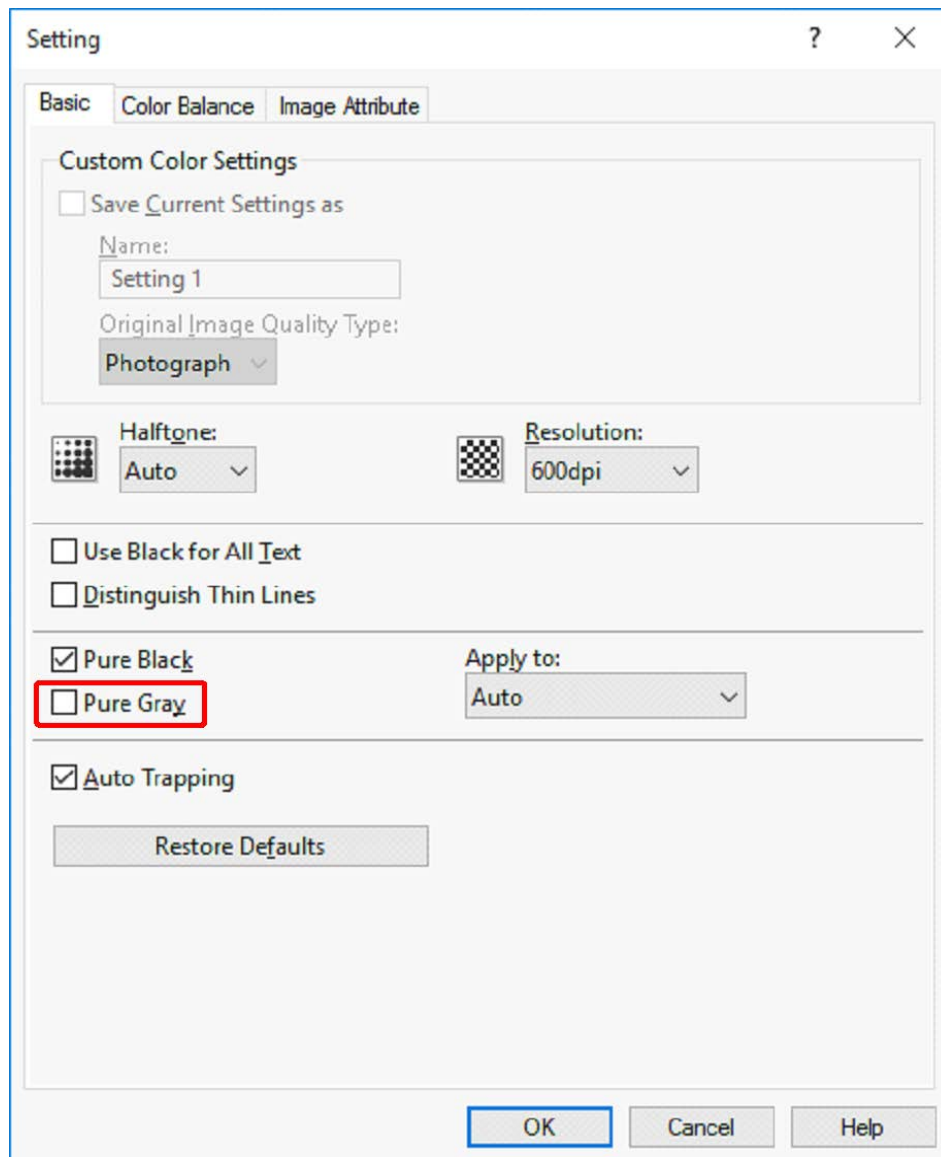 Setting ?
Basic Color Balance Image Attribute
Custom Color Settings
Save Current Settings as
Name:
Setting 1
Original Image Quality Type:
Photograph
Halftone: Resolution:
Auto 600dpi
Use Black for All Text
Distinguish Thin Lines
Pure Black Apply to:
Pure Gray Auto
Auto Trapping
Restore Defaults
OK Cancel Help